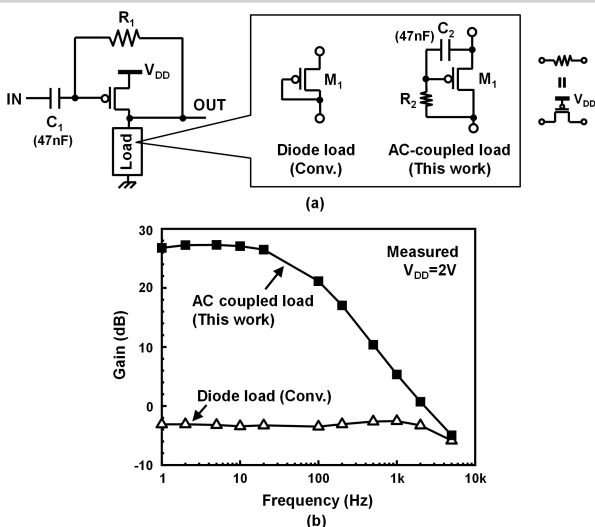 R1
VDD
IN
C1
(47nF)
OUT
Load
M1
Diode load
(Conv.)
(47nF) C2
R2
M1
AC-coupled load
(This work)
VDD
(a)
30
20
10
0
-10
Gain (dB)
Measured
VDD=2V
AC coupled load
(This work)
Diode load (Conv.)
1 10 100 1k 10k
Frequency (Hz)
(b)